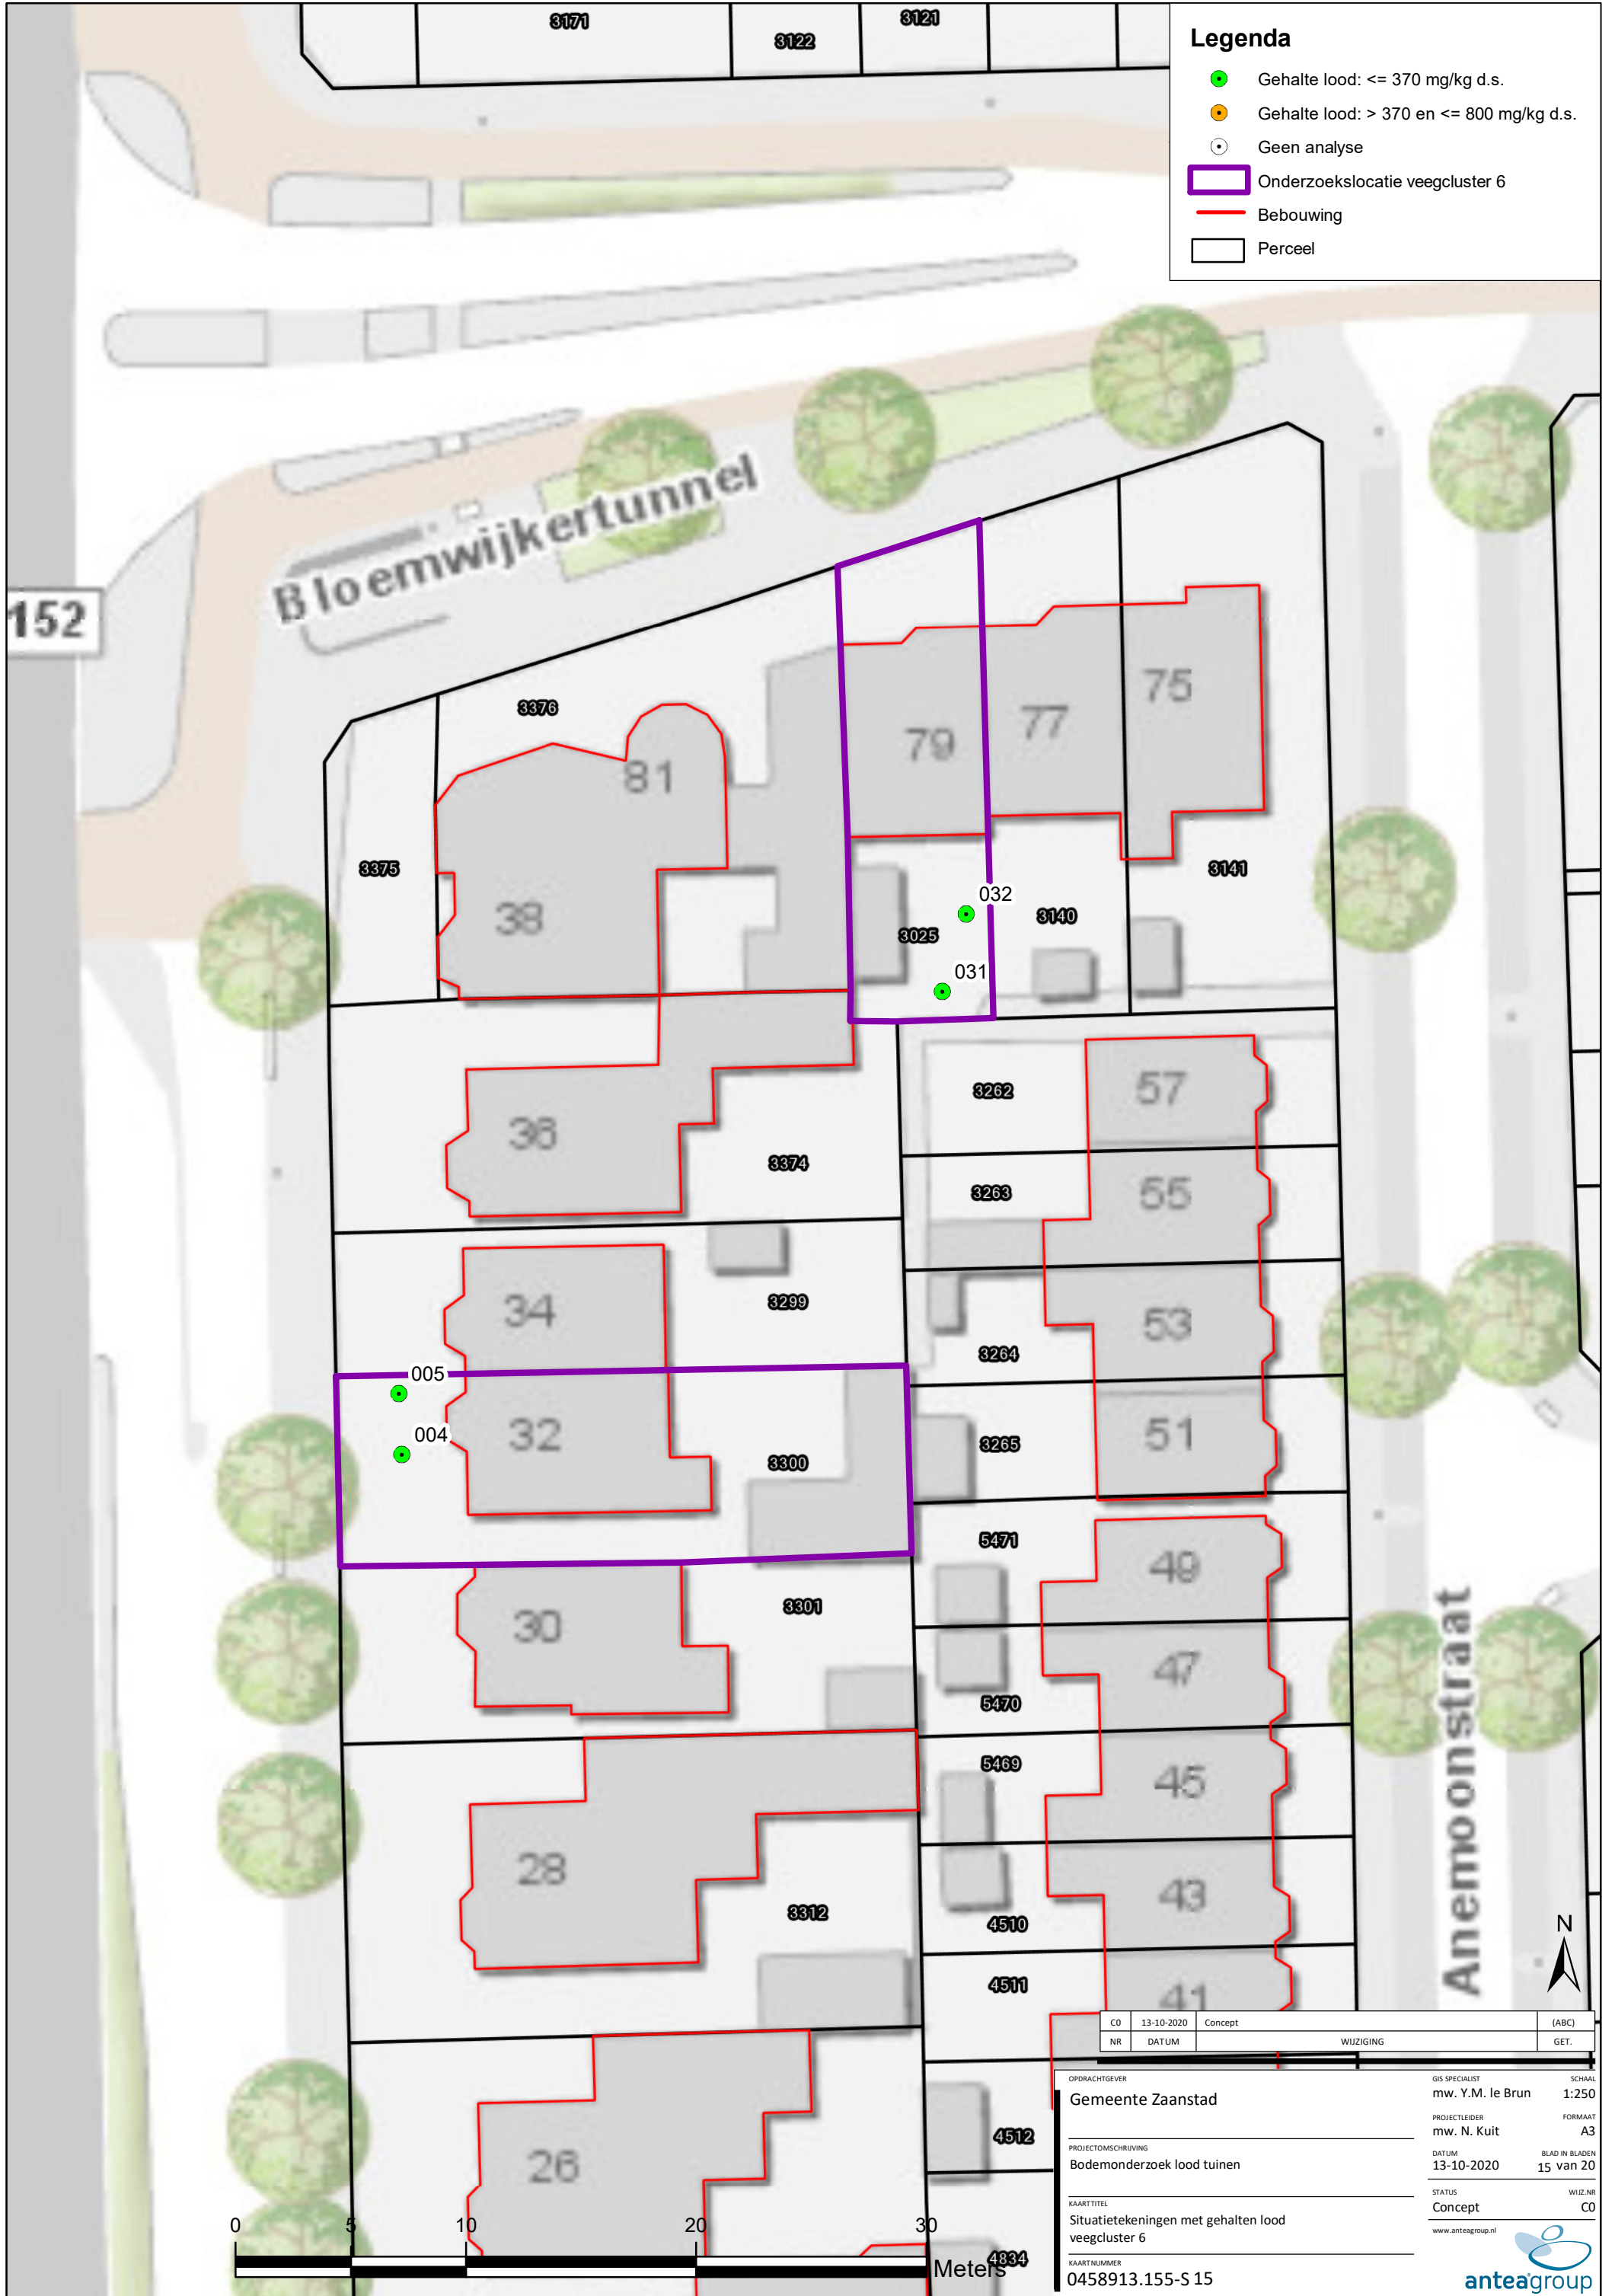 3171
3122
3121
Legenda
Gehalte lood: <= 370 mg/kg d.s.
Gehalte lood: > 370 en <= 800 mg/kg d.s.
Geen analyse
Onderzoekslocatie veegcluster 6
Bebouwing
Perceel
Bloemwijkertunnel
152
3376
81
79
77
75
3375
38
032
3025
3140
3141
031
36
3374
3262
57
3263
55
34
3299
53
3264
005
004
32
3300
3265
51
5471
49
30
3301
47
5470
5469
45
28
3312
43
4510
4511
41
Anemoonstraat
N
26
4512
4834
0 5 10 20 30
Meters
C0 13-10-2020 Concept (ABC)
NR DATUM WIJZIGING GET.
OPDRACHTGEVER
Gemeente Zaanstad
GIS SPECIALIST SCHAAL
mw. Y.M. le Brun 1:250
PROJECTLEIDER FORMAAT
mw. N. Kuit A3
PROJECTOMSCHRIJVING
Bodemonderzoek lood tuinen
DATUM BLAD IN BLADEN
13-10-2020 15 van 20
STATUS WIJZ.NR
Concept C0
KAARTTITEL
Situatietekeningen met gehalten lood
veegcluster 6
www.anteagroup.nl
KAARTNUMMER
0458913.155-S 15
anteagroup